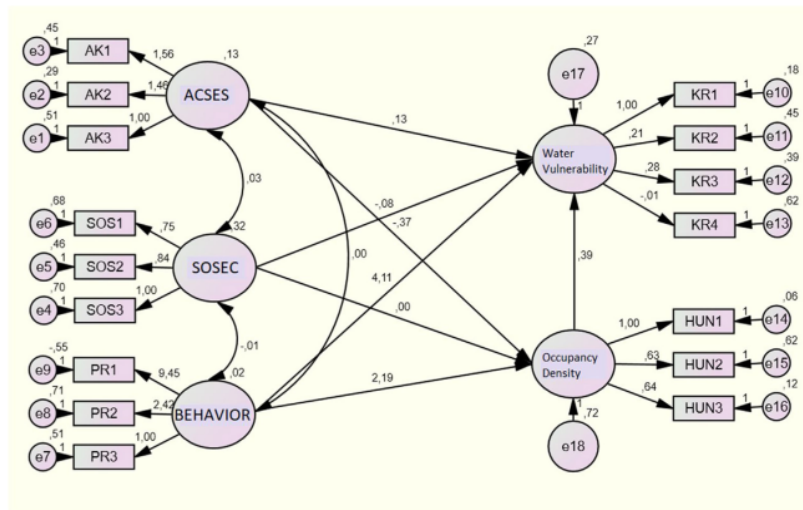 ,45
e3
1
AK1
1,56
,13
,29
e2
1
AK2
1,46
ACSES
,51
e1
1
AK3
1,00
,03
,68
e6
1
SOS1
,75
,32
,46
e5
1
SOS2
,84
SOSEC
,70
e4
1
SOS3
1,00
-,01
-,55
e9
1
PR1
9,45
,02
,71
e8
1
PR2
2,42
BEHAVIOR
,51
e7
1
PR3
1,00
,13
-,08
-,37
,00
4,11
,00
2,19
,27
e17
1
Water
Vulnerability
,39
Occupancy
Density
1
,72
e18
1,00
KR1
1
,18
e10
,21
KR2
1
,45
e11
,28
KR3
1
,39
e12
-,01
KR4
1
,62
e13
1,00
HUN1
1
,06
e14
,63
HUN2
1
,62
e15
,64
HUN3
1
,12
e16